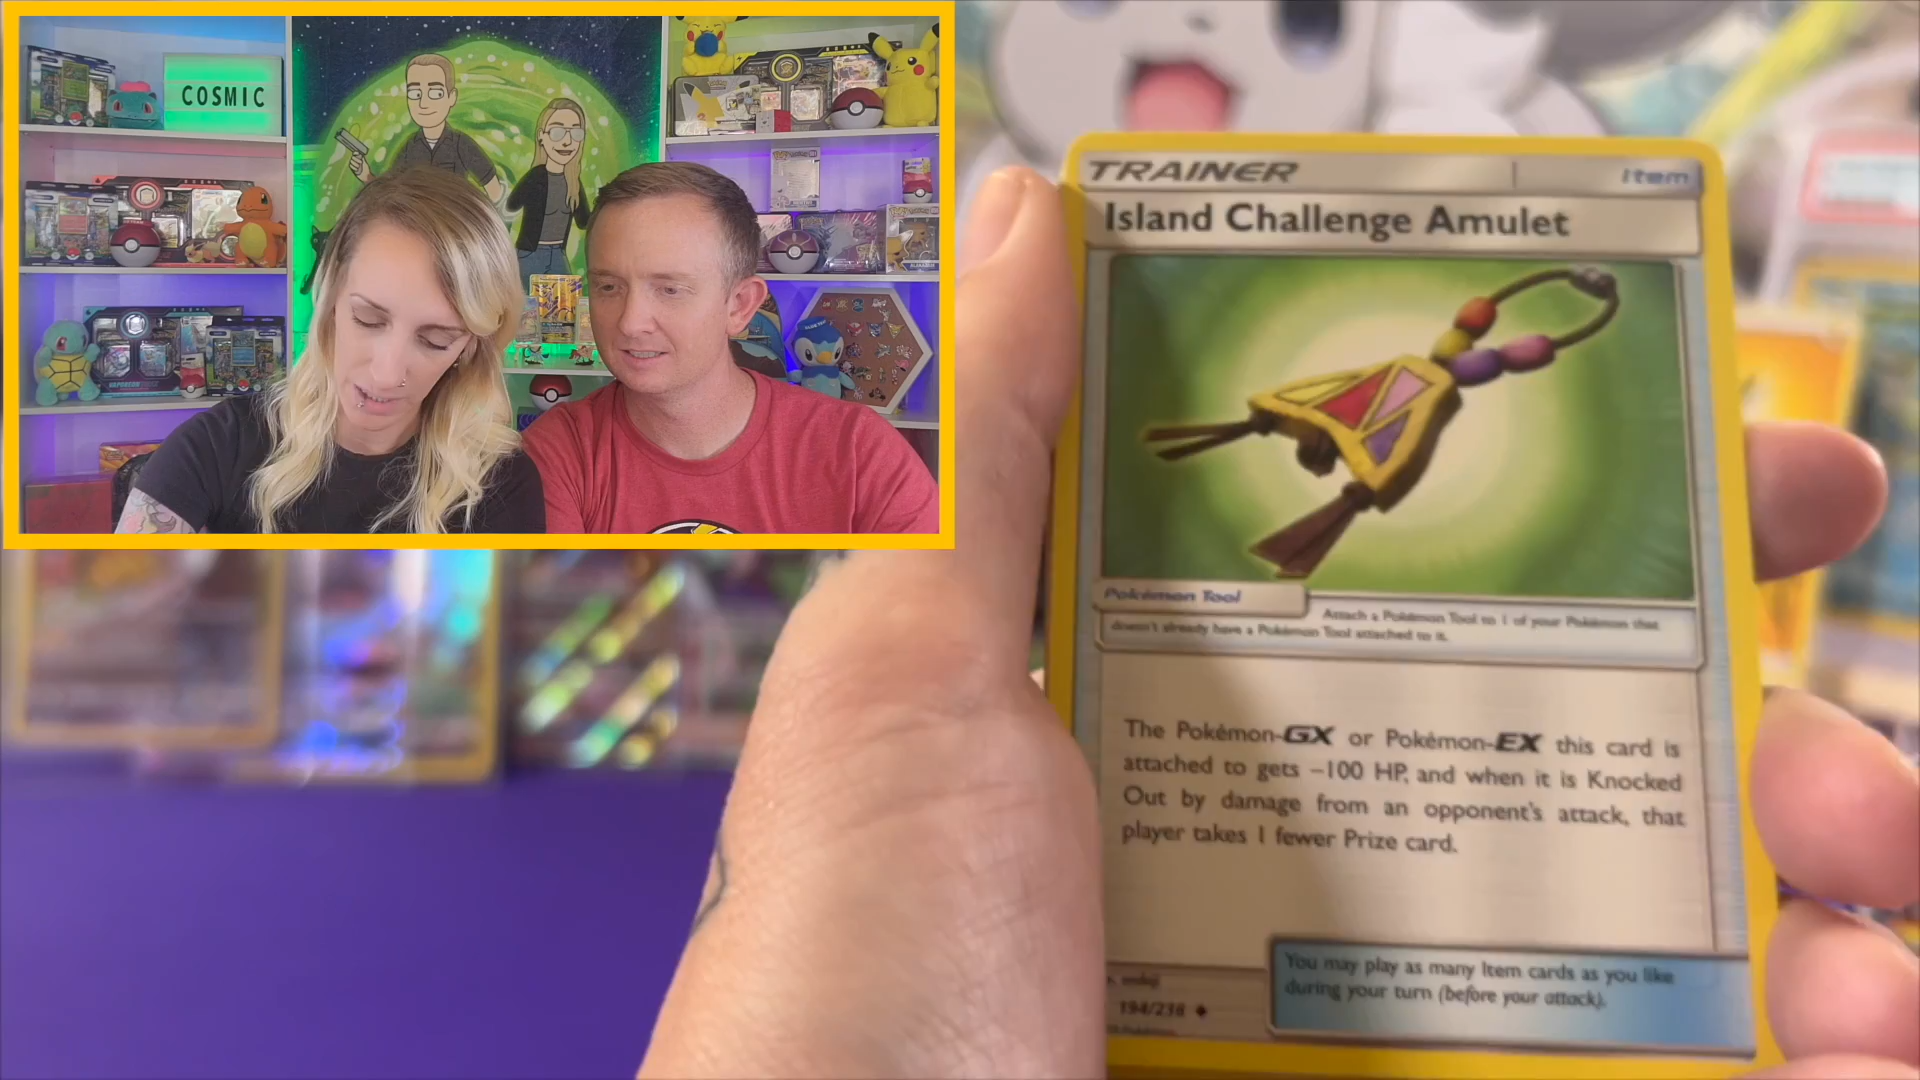 COSMIC
TRAINER
Item
Island Challenge Amulet
Pokémon Tool
Attach a Pokémon Tool to 1 of your Pokémon that
doesn't already have a Pokémon Tool attached to it.
The Pokémon-GX or Pokémon-EX this card is
attached to gets -100 HP, and when it is Knocked
Out by damage from an opponent's attack, that
player takes 1 fewer Prize card.
You may play as many Item cards as you like
during your turn (before your attack).
194/236